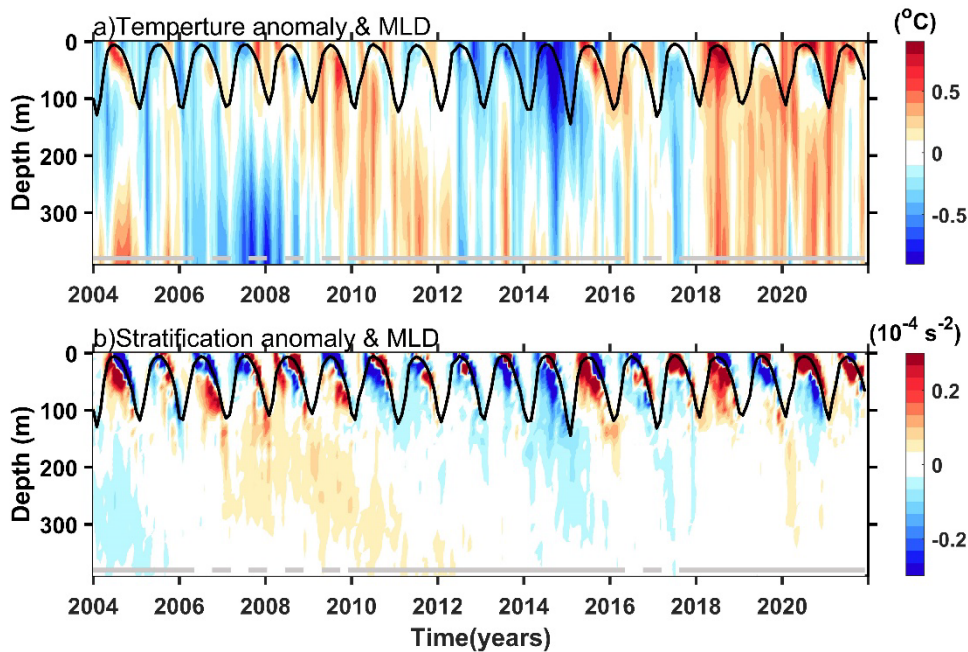 a)Temperture anomaly & MLD
(°C)
0
100
200
300
Depth (m)
0.5
0
-0.5
2004 2006 2008 2010 2012 2014 2016 2018 2020
b)Stratification anomaly & MLD
(10⁻⁴ s⁻²)
0
100
200
300
Depth (m)
0.2
0
-0.2
2004 2006 2008 2010 2012 2014 2016 2018 2020
Time(years)